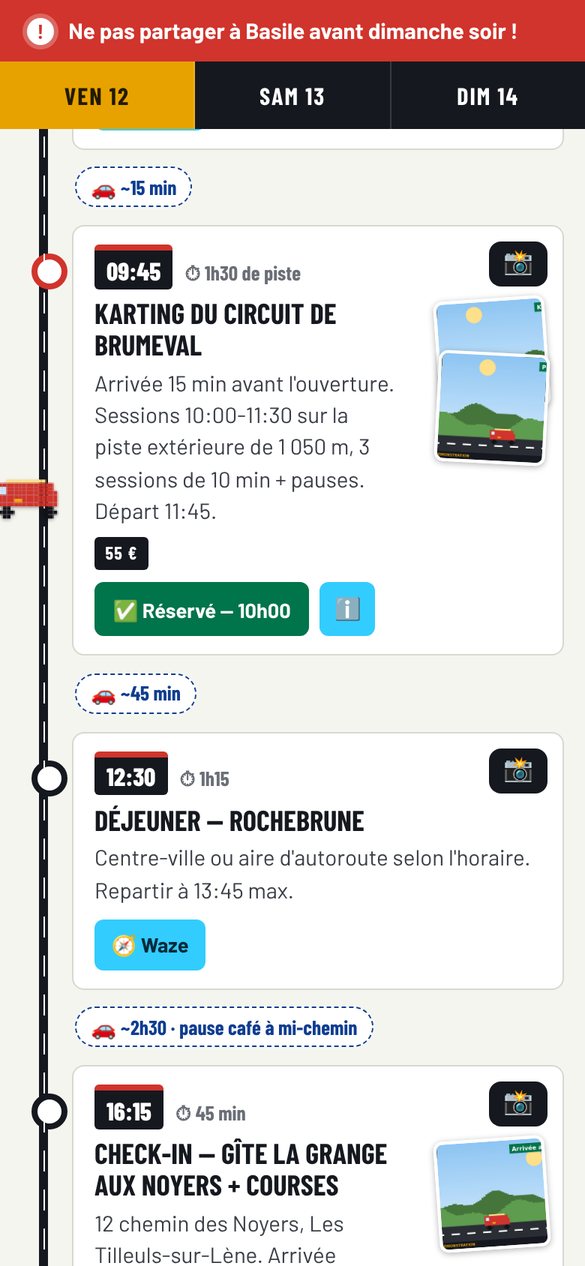 ! Ne pas partager à Basile avant dimanche soir !
VEN 12
SAM 13
DIM 14
~15 min
09:45
1h30 de piste
KARTING DU CIRCUIT DE
BRUMEVAL
Arrivée 15 min avant l'ouverture.
Sessions 10:00-11:30 sur la
piste extérieure de 1 050 m, 3
sessions de 10 min + pauses.
Départ 11:45.
55 €
Réservé — 10h00
~45 min
12:30
1h15
DÉJEUNER — ROCHEBRUNE
Centre-ville ou aire d'autoroute selon l'horaire.
Repartir à 13:45 max.
Waze
~2h30 · pause café à mi-chemin
16:15
45 min
CHECK-IN — GÎTE LA GRANGE
AUX NOYERS + COURSES
Arrivée
12 chemin des Noyers, Les
Tilleuls-sur-Lène. Arrivée